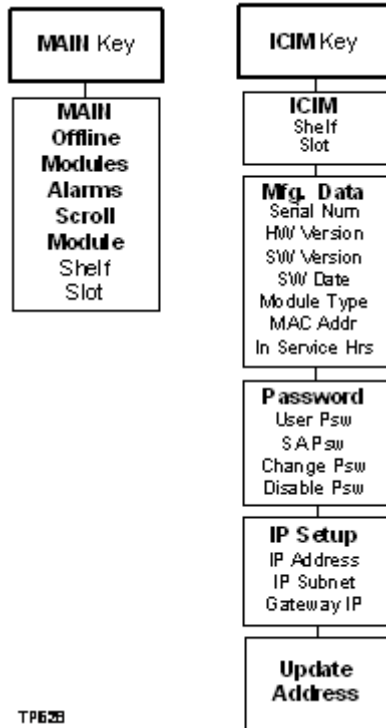 MAIN Key
MAIN
Offline
Modules
Alarms
Scroll
Module
Shelf
Slot
ICIM Key
ICIM
Shelf
Slot
Mfg. Data
Serial Num
HW Version
SW Version
SW Date
Module Type
MAC Addr
In Service Hrs
Password
User Psw
SA Psw
Change Psw
Disable Psw
IP Setup
IP Address
IP Subnet
Gateway IP
Update
Address
TP628